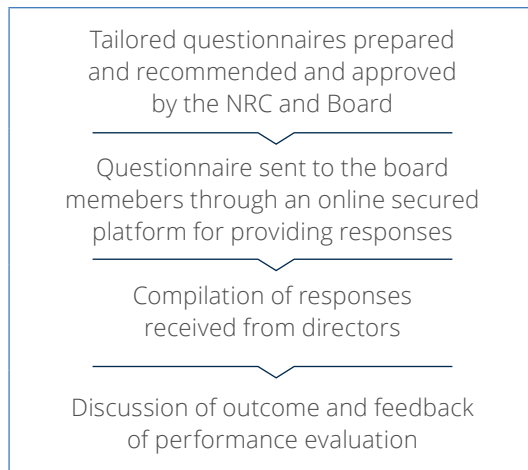 Tailored questionnaires prepared
and recommended and approved
by the NRC and Board
Questionnaire sent to the board
memebers through an online secured
platform for providing responses
Compilation of responses
received from directors
Discussion of outcome and feedback
of performance evaluation